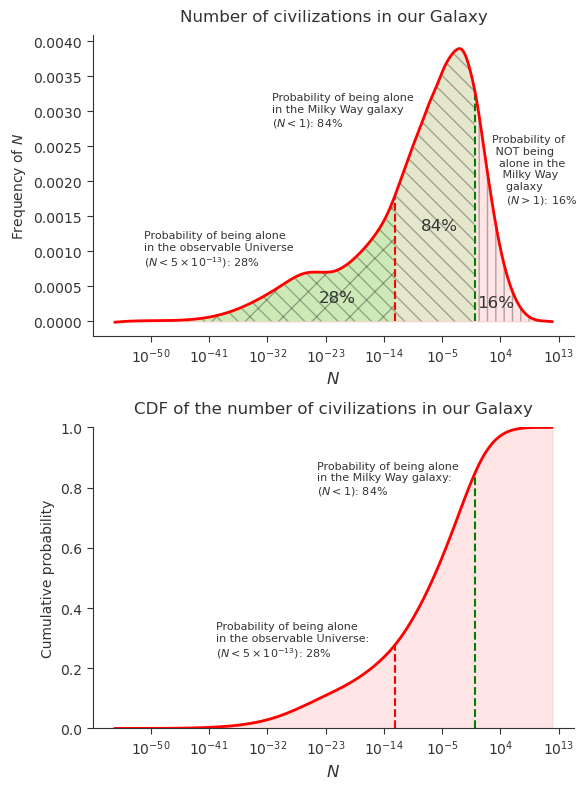 Number of civilizations in our Galaxy
0.0040
0.0035
0.0030
0.0025
0.0020
0.0015
0.0010
0.0005
0.0000
Frequency of N
Probability of being alone
in the Milky Way galaxy
(N < 1): 84%
Probability of
NOT being
alone in the
Milky Way
galaxy
(N > 1): 16%
Probability of being alone
in the observable Universe
(N < 5 × 10⁻¹³): 28%
84%
28%
16%
10⁻⁵⁰ 10⁻⁴¹ 10⁻³² 10⁻²³ 10⁻¹⁴ 10⁻⁵ 10⁴ 10¹³
N
CDF of the number of civilizations in our Galaxy
1.0
0.8
0.6
0.4
0.2
0.0
Cumulative probability
Probability of being alone
in the Milky Way galaxy:
(N < 1): 84%
Probability of being alone
in the observable Universe:
(N < 5 × 10⁻¹³): 28%
10⁻⁵⁰ 10⁻⁴¹ 10⁻³² 10⁻²³ 10⁻¹⁴ 10⁻⁵ 10⁴ 10¹³
N